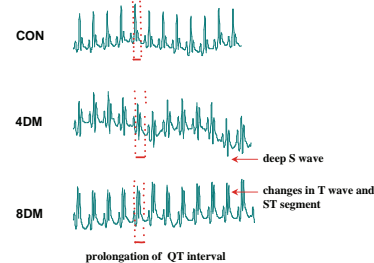 CON
4DM
deep S wave
changes in T wave and
ST segment
8DM
prolongation of QT interval